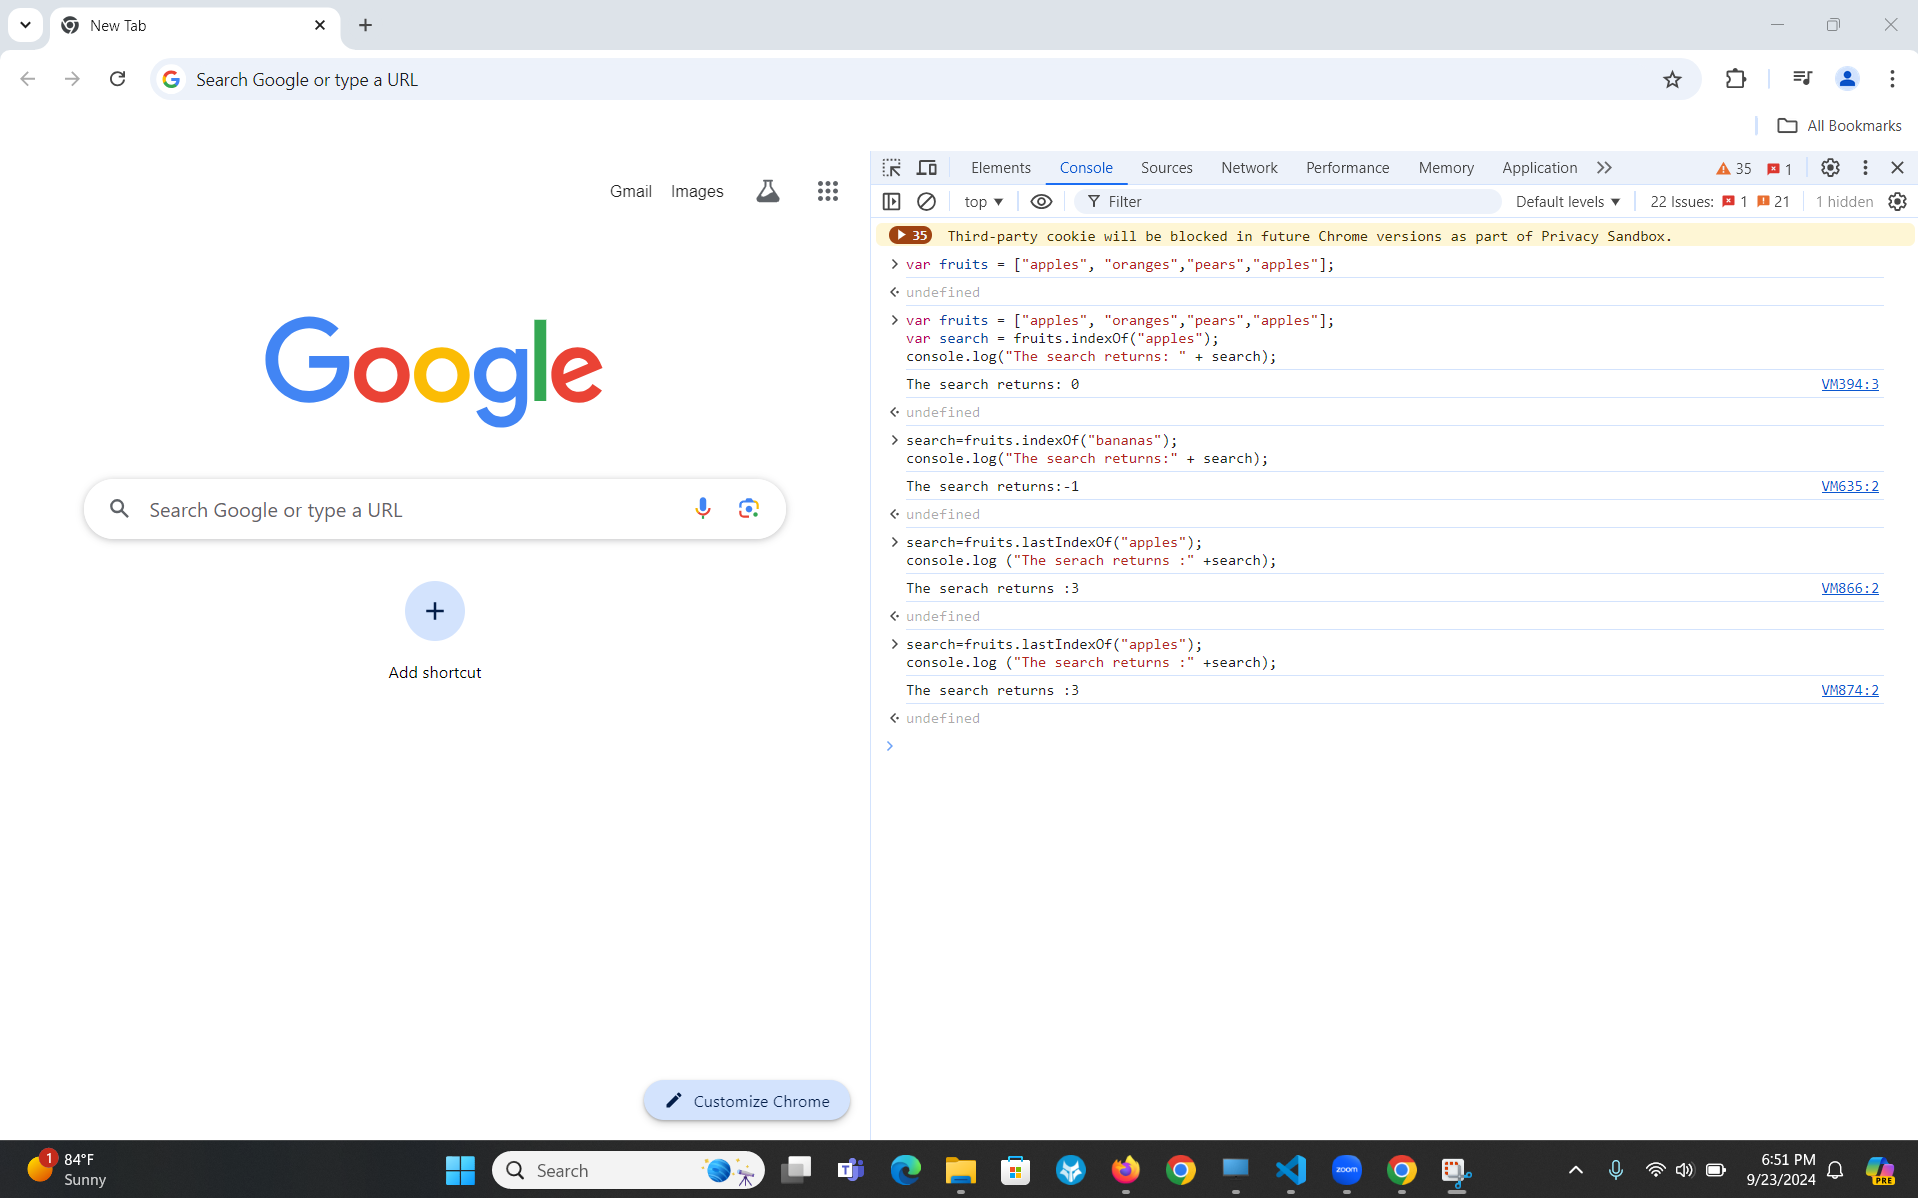 New Tab
Search Google or type a URL
All Bookmarks
Gmail Images
Google
Search Google or type a URL
Add shortcut
Customize Chrome
Elements Console Sources Network Performance Memory Application 35 1
top Filter Default levels 22 Issues: 1 21 1 hidden
35 Third-party cookie will be blocked in future Chrome versions as part of Privacy Sandbox.
var fruits = ["apples", "oranges","pears","apples"];
undefined
var fruits = ["apples", "oranges","pears","apples"];
var search = fruits.indexOf("apples");
console.log("The search returns: " + search);
The search returns: 0 VM394:3
undefined
search=fruits.indexOf("bananas");
console.log("The search returns:" + search);
The search returns:-1 VM635:2
undefined
search=fruits.lastIndexOf("apples");
console.log ("The serach returns :" +search);
The serach returns :3 VM866:2
undefined
search=fruits.lastIndexOf("apples");
console.log ("The search returns :" +search);
The search returns :3 VM874:2
undefined
1
84°F
Sunny
Search
zoom
6:51 PM
9/23/2024
PRE